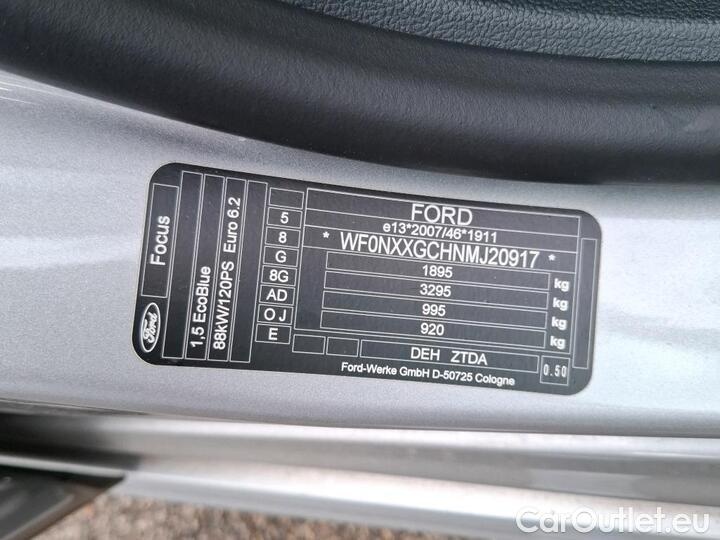 Ford
Focus
1,5 EcoBlue
88kW/120PS
Euro 6.2
5
8
G
8G
AD
O J
E
FORD
e13*2007/46*1911
* WF0NXXGCHNMJ20917 *
1895 kg
3295 kg
995 kg
920 kg
DEH ZTDA
0.50
Ford-Werke GmbH D-50725 Cologne
CarOutlet.eu